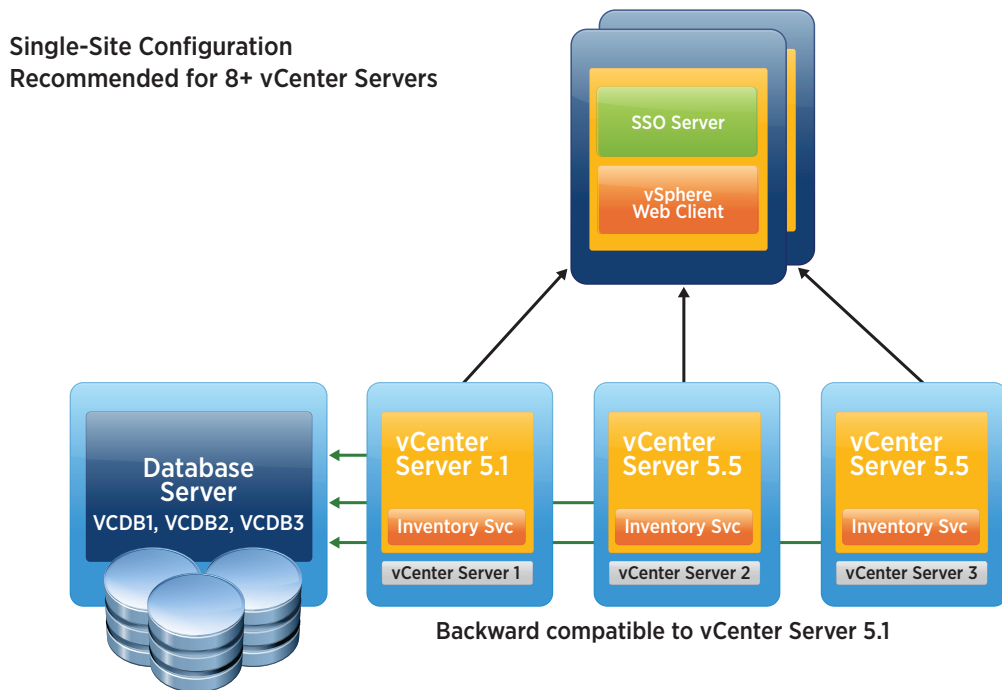 Single-Site Configuration
Recommended for 8+ vCenter Servers
SSO Server
vSphere
Web Client
Database
Server
VCDB1, VCDB2, VCDB3
vCenter
Server 5.1
Inventory Svc
vCenter Server 1
vCenter
Server 5.5
Inventory Svc
vCenter Server 2
vCenter
Server 5.5
Inventory Svc
vCenter Server 3
Backward compatible to vCenter Server 5.1